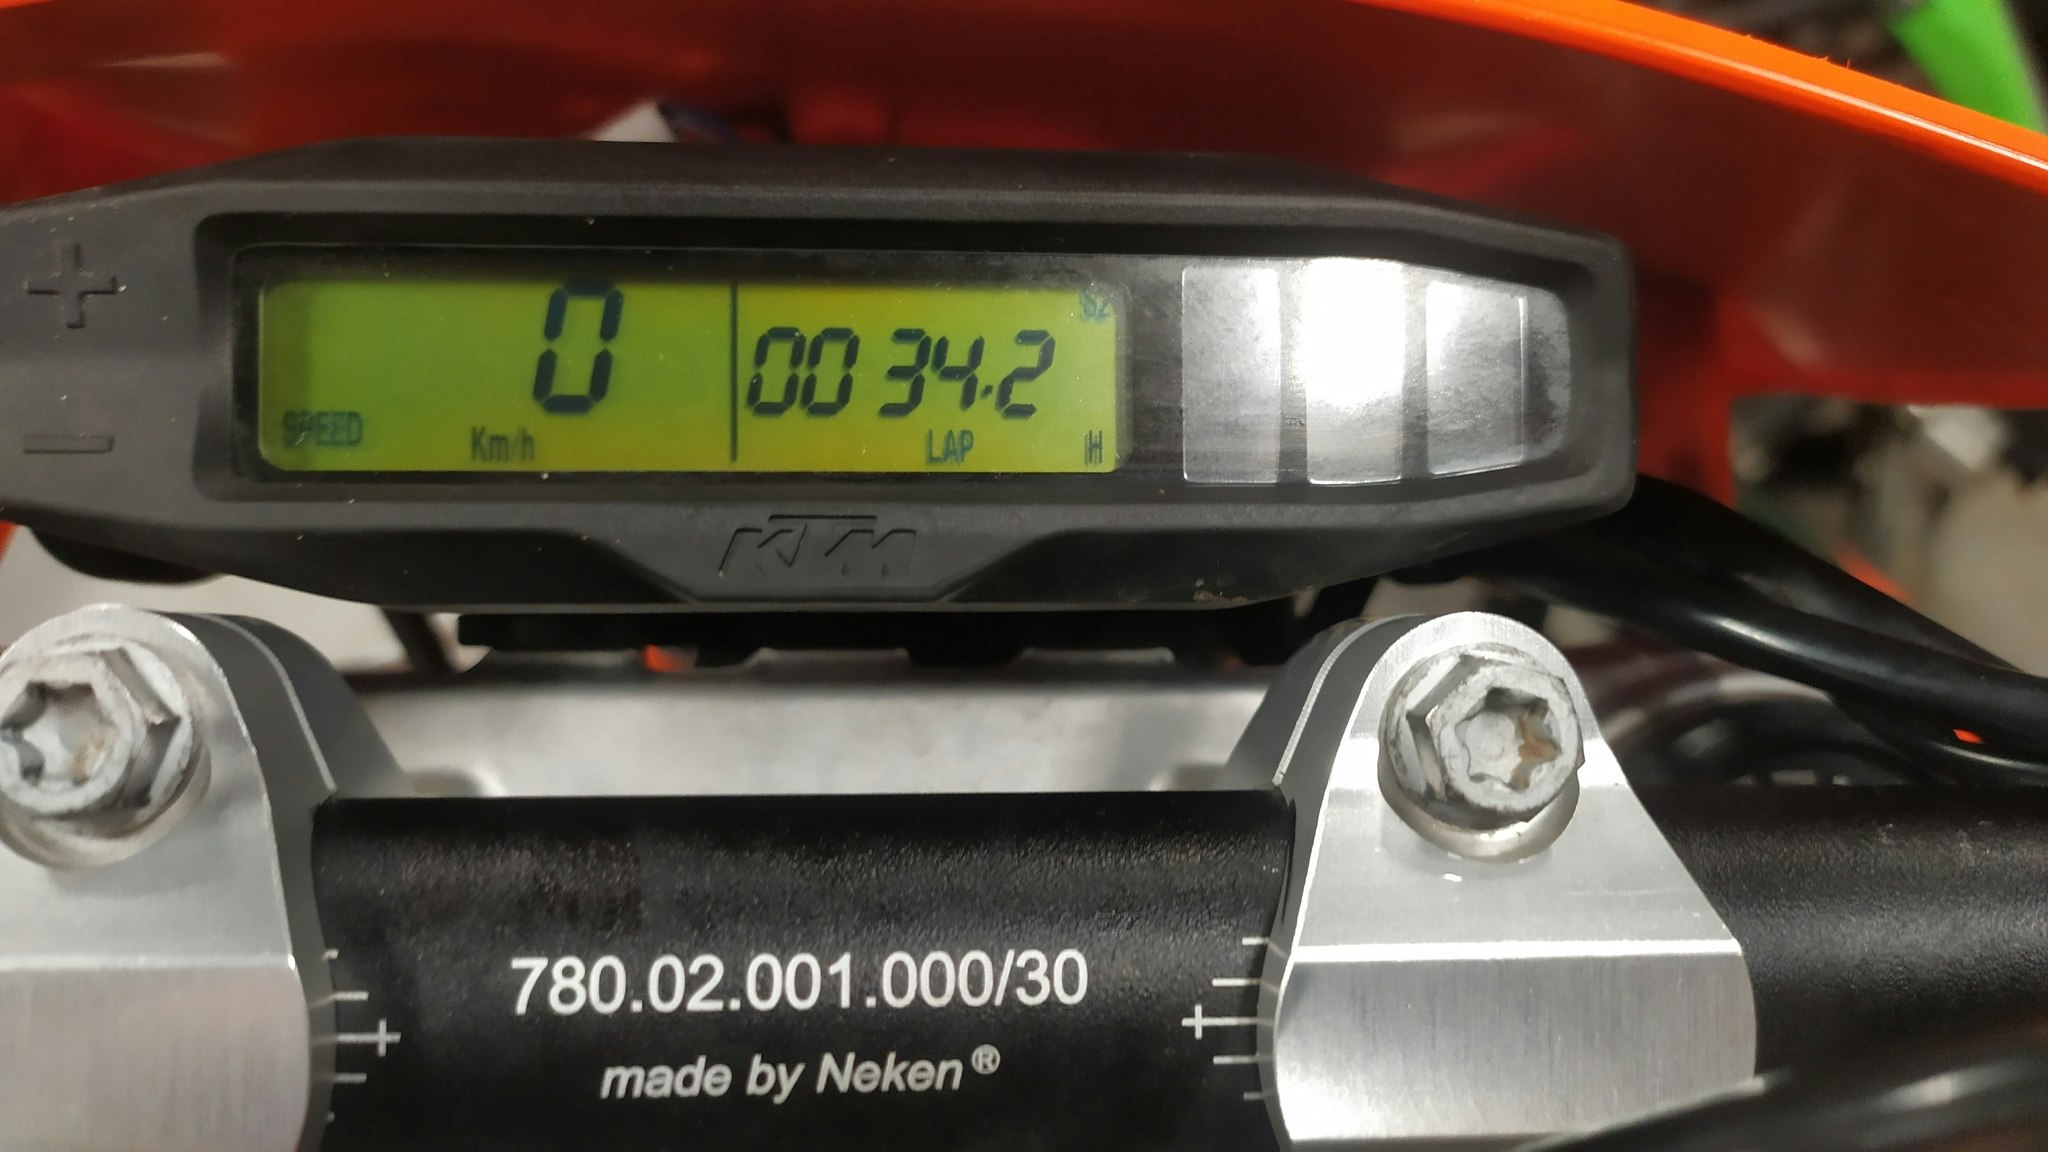 0
0034.2
S2
SPEED
Km/h
LAP
H
KTM
780.02.001.000/30
made by Neken®